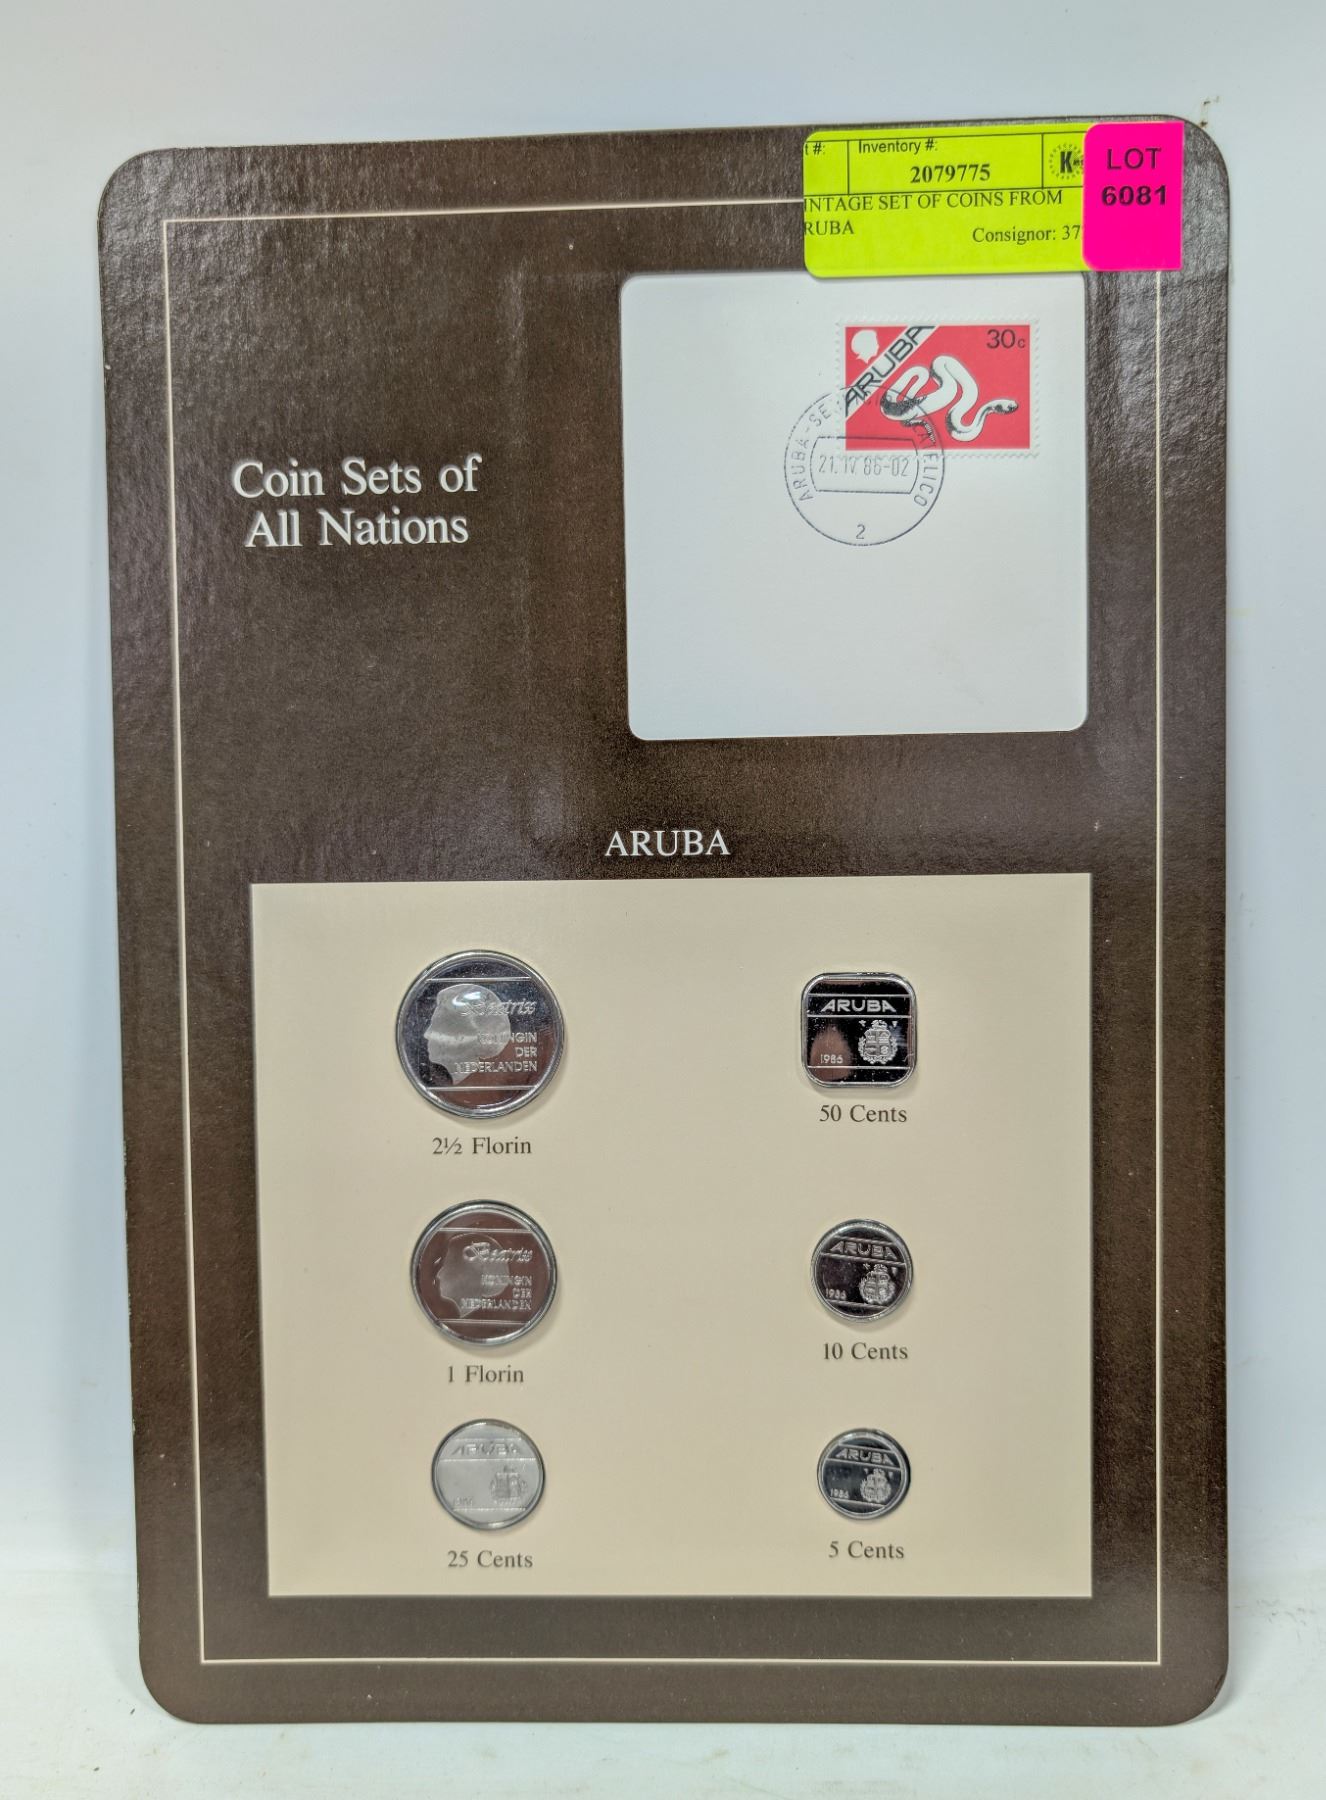 t #:
Inventory #:
2079775
K
INTAGE SET OF COINS FROM
RUBA
Consignor: 37
LOT
6081
ARUBA
30c
21.IV.86-02
2
Coin Sets of
All Nations
ARUBA
Beatrix
KONINGIN
DER
NEDERLANDEN
2½ Florin
ARUBA
1986
50 Cents
Beatrix
KONINGIN
DER
NEDERLANDEN
1 Florin
ARUBA
1986
10 Cents
ARUBA
25 Cents
ARUBA
1986
5 Cents